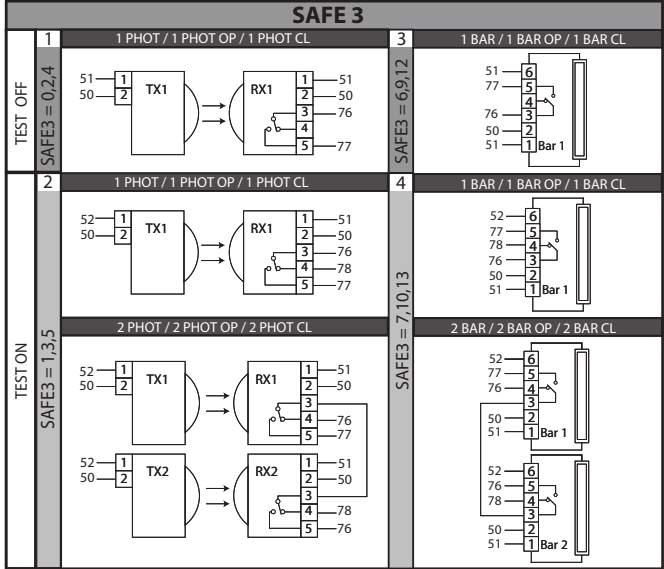 SAFE 3
TEST OFF
SAFE3 = 0,2,4
1
1 PHOT / 1 PHOT OP / 1 PHOT CL
51 1 TX1 RX1 1 51
50 2 2 50
3 76
4
5 77
SAFE3 = 6,9,12
3
1 BAR / 1 BAR OP / 1 BAR CL
51 6
77 5
4
76 3
50 2
51 1 Bar 1
TEST ON
SAFE3 = 1,3,5
2
1 PHOT / 1 PHOT OP / 1 PHOT CL
52 1 TX1 RX1 1 51
50 2 2 50
3 76
4 78
5 77
2 PHOT / 2 PHOT OP / 2 PHOT CL
52 1 TX1 RX1 1 51
50 2 2 50
3
4 76
5 77
52 1 TX2 RX2 1 51
50 2 2 50
3
4 78
5 76
SAFE3 = 7,10,13
4
1 BAR / 1 BAR OP / 1 BAR CL
52 6
77 5
78 4
76 3
50 2
51 1 Bar 1
2 BAR / 2 BAR OP / 2 BAR CL
52 6
77 5
76 4
3
50 2
51 1 Bar 1
52 6
76 5
78 4
3
50 2
51 1 Bar 2